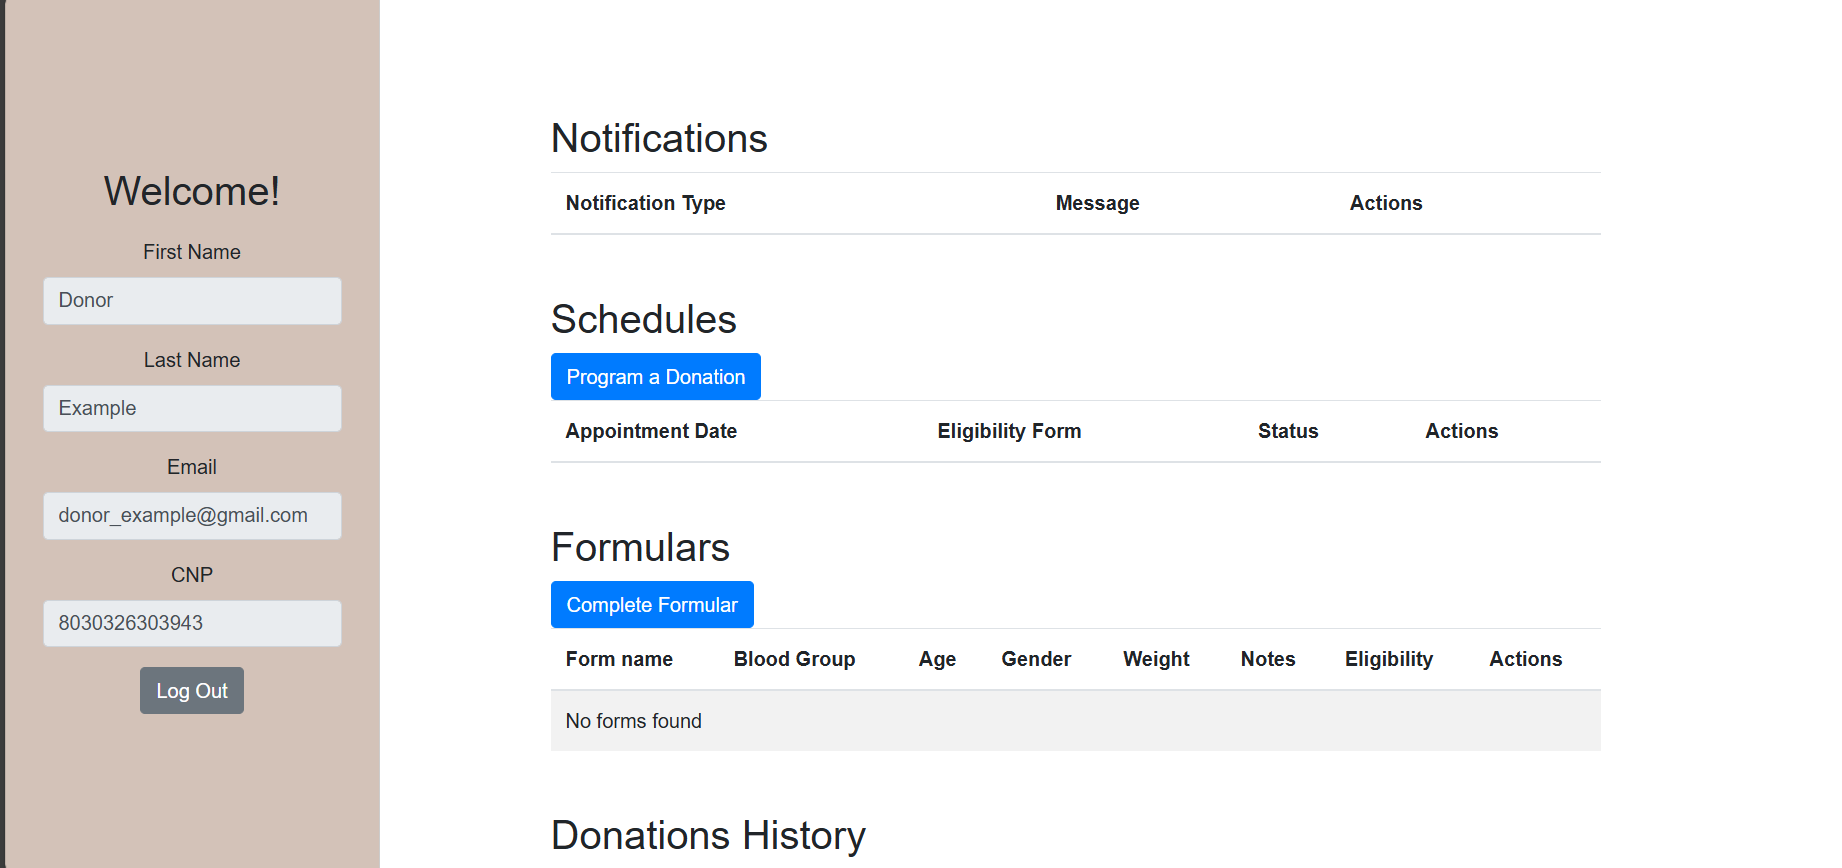 Welcome!
First Name
Donor
Last Name
Example
Email
donor_example@gmail.com
CNP
8030326303943
Log Out
Notifications
Notification Type Message Actions
Schedules
Program a Donation
Appointment Date Eligibility Form Status Actions
Formulars
Complete Formular
Form name Blood Group Age Gender Weight Notes Eligibility Actions
No forms found
Donations History